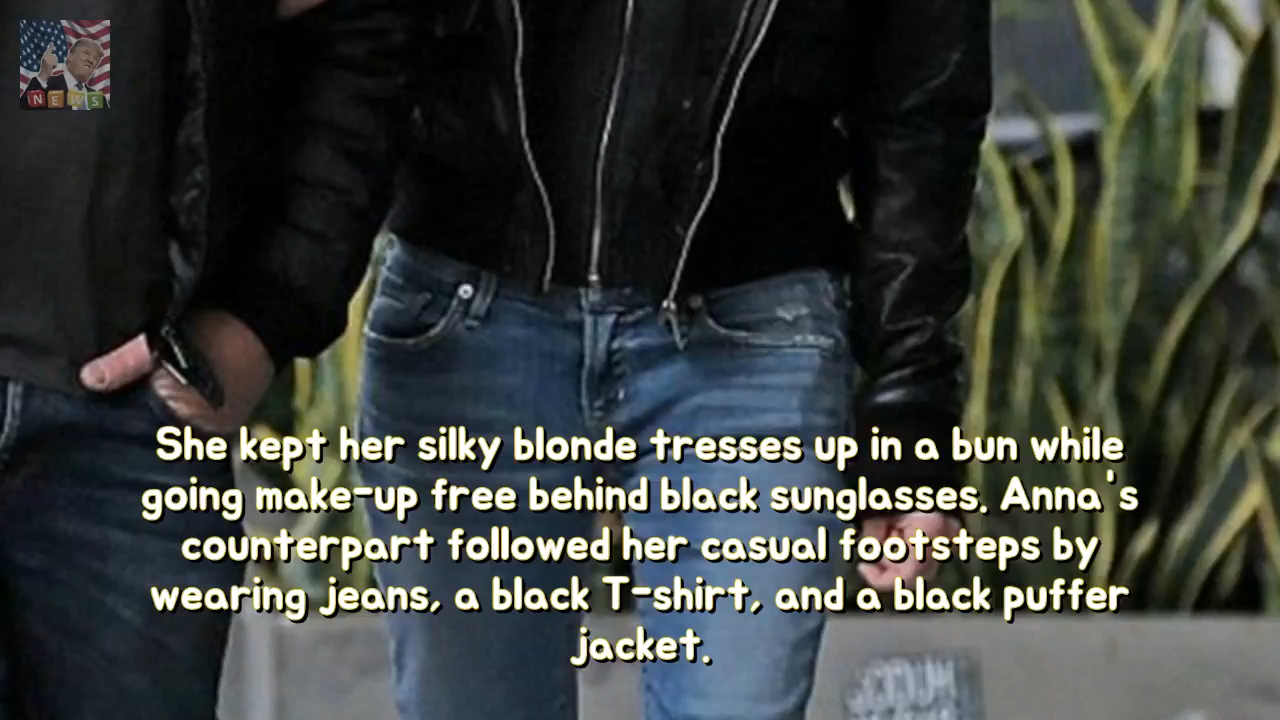 NEWS
She kept her silky blonde tresses up in a bun while
going make-up free behind black sunglasses. Anna's
counterpart followed her casual footsteps by
wearing jeans, a black T-shirt, and a black puffer
jacket.